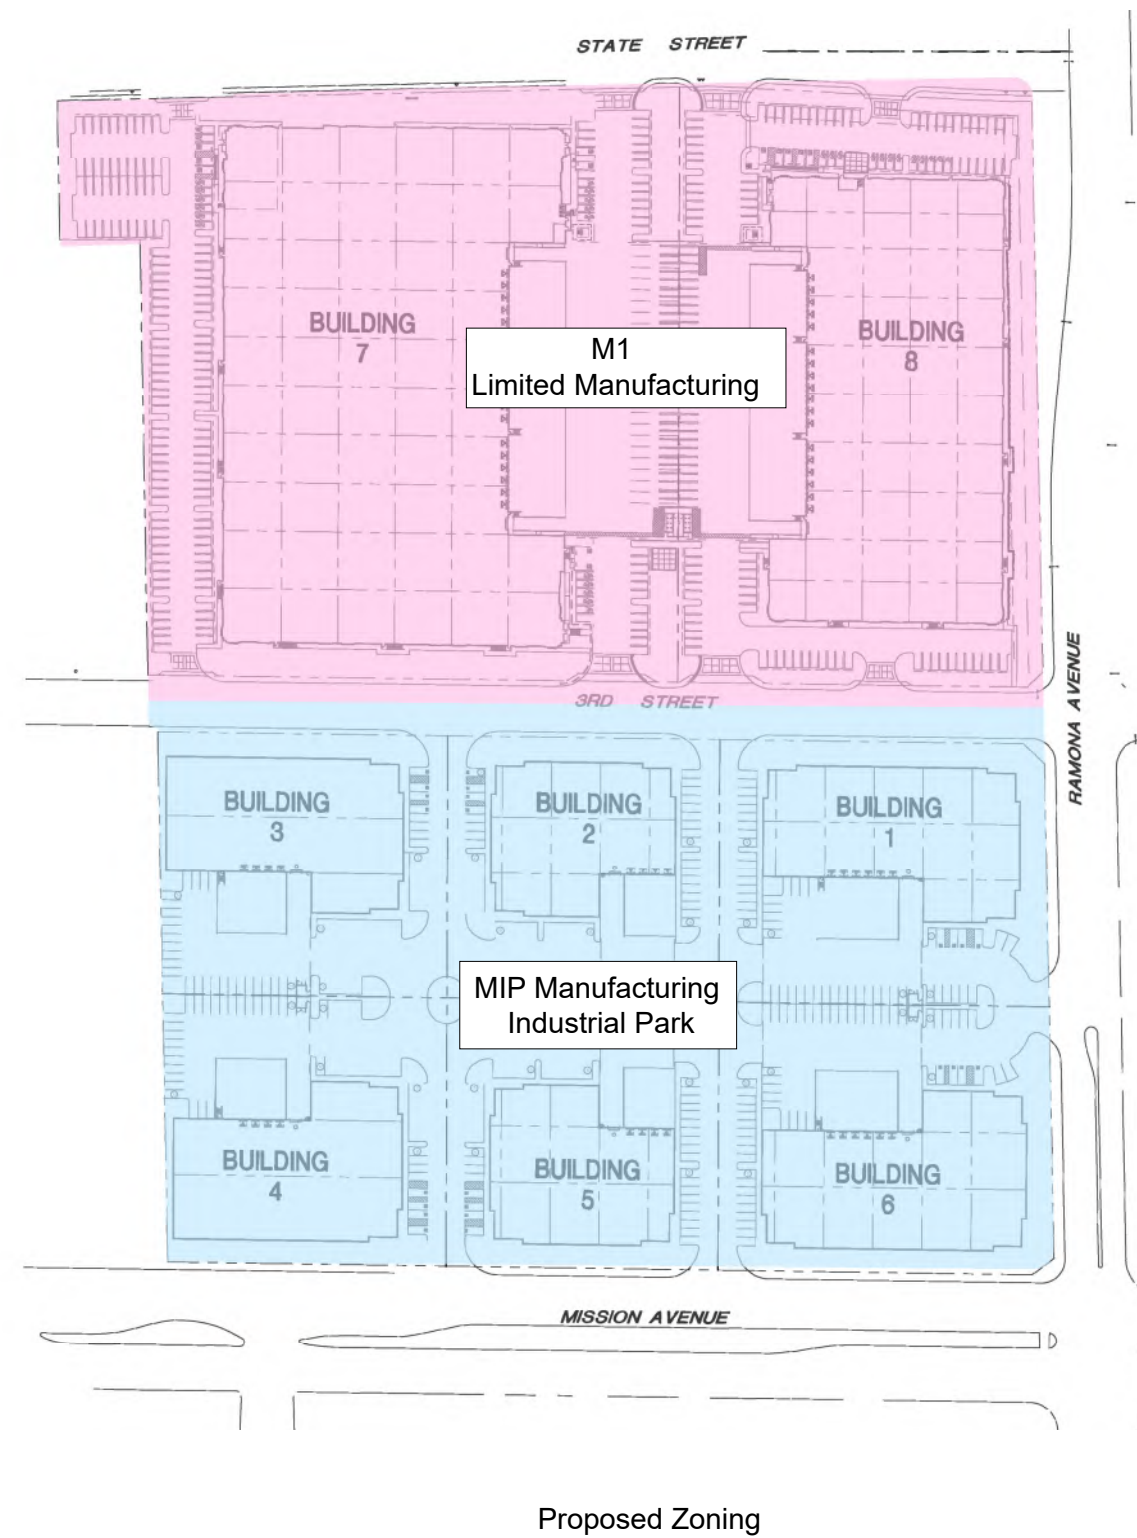 STATE STREET
BUILDING
7
M1
Limited Manufacturing
BUILDING
8
3RD STREET
RAMONA AVENUE
BUILDING
3
BUILDING
2
BUILDING
1
MIP Manufacturing
Industrial Park
BUILDING
4
BUILDING
5
BUILDING
6
MISSION AVENUE
Proposed Zoning